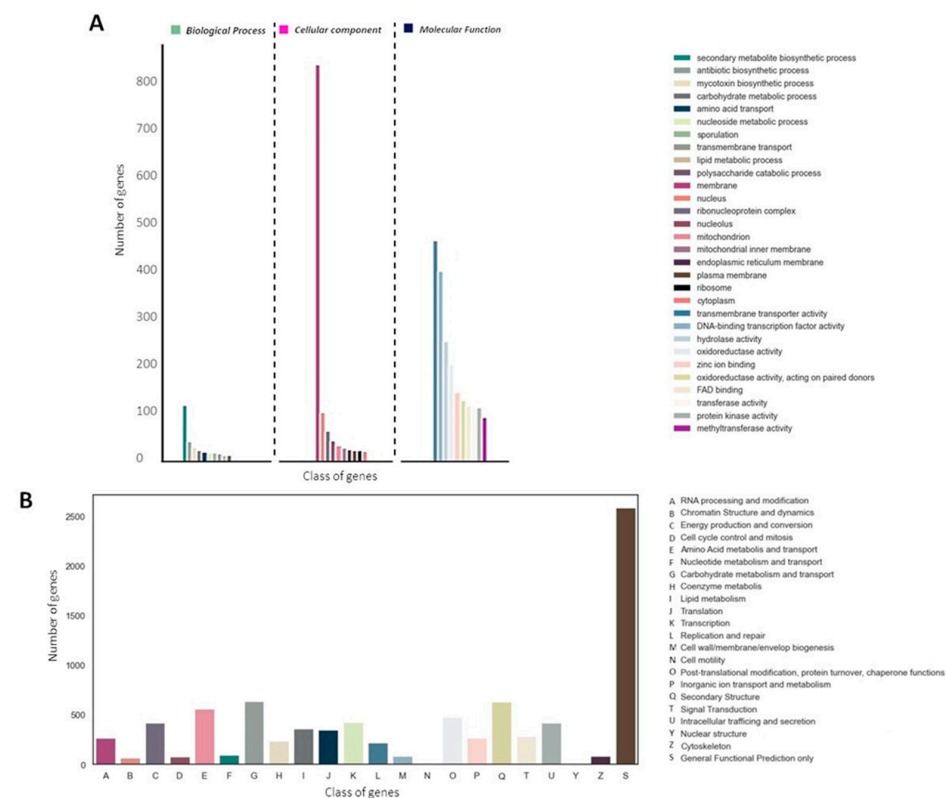 A
Biological Process
Cellular component
Molecular Function
800
700
600
500
400
300
200
100
0
Number of genes
Class of genes
secondary metabolite biosynthetic process
antibiotic biosynthetic process
mycotoxin biosynthetic process
carbohydrate metabolic process
amino acid transport
nucleoside metabolic process
sporulation
transmembrane transport
lipid metabolic process
polysaccharide catabolic process
membrane
nucleus
ribonucleoprotein complex
nucleolus
mitochondrion
mitochondrial inner membrane
endoplasmic reticulum membrane
plasma membrane
ribosome
cytoplasm
transmembrane transporter activity
DNA-binding transcription factor activity
hydrolase activity
oxidoreductase activity
zinc ion binding
oxidoreductase activity, acting on paired donors
FAD binding
transferase activity
protein kinase activity
methyltransferase activity
B
2500
2000
1500
1000
500
0
Number of genes
A B C D E F G H I J K L M N O P Q T U Y Z S
Class of genes
A RNA processing and modification
B Chromatin Structure and dynamics
C Energy production and conversion
D Cell cycle control and mitosis
E Amino Acid metabolis and transport
F Nucleotide metabolism and transport
G Carbohydrate metabolism and transport
H Coenzyme metabolis
I Lipid metabolism
J Translation
K Transcription
L Replication and repair
M Cell wall/membrane/envelop biogenesis
N Cell motility
O Post-translational modification, protein turnover, chaperone functions
P Inorganic ion transport and metabolism
Q Secondary Structure
T Signal Transduction
U Intracellular trafficing and secretion
Y Nuclear structure
Z Cytoskeleton
S General Functional Prediction only